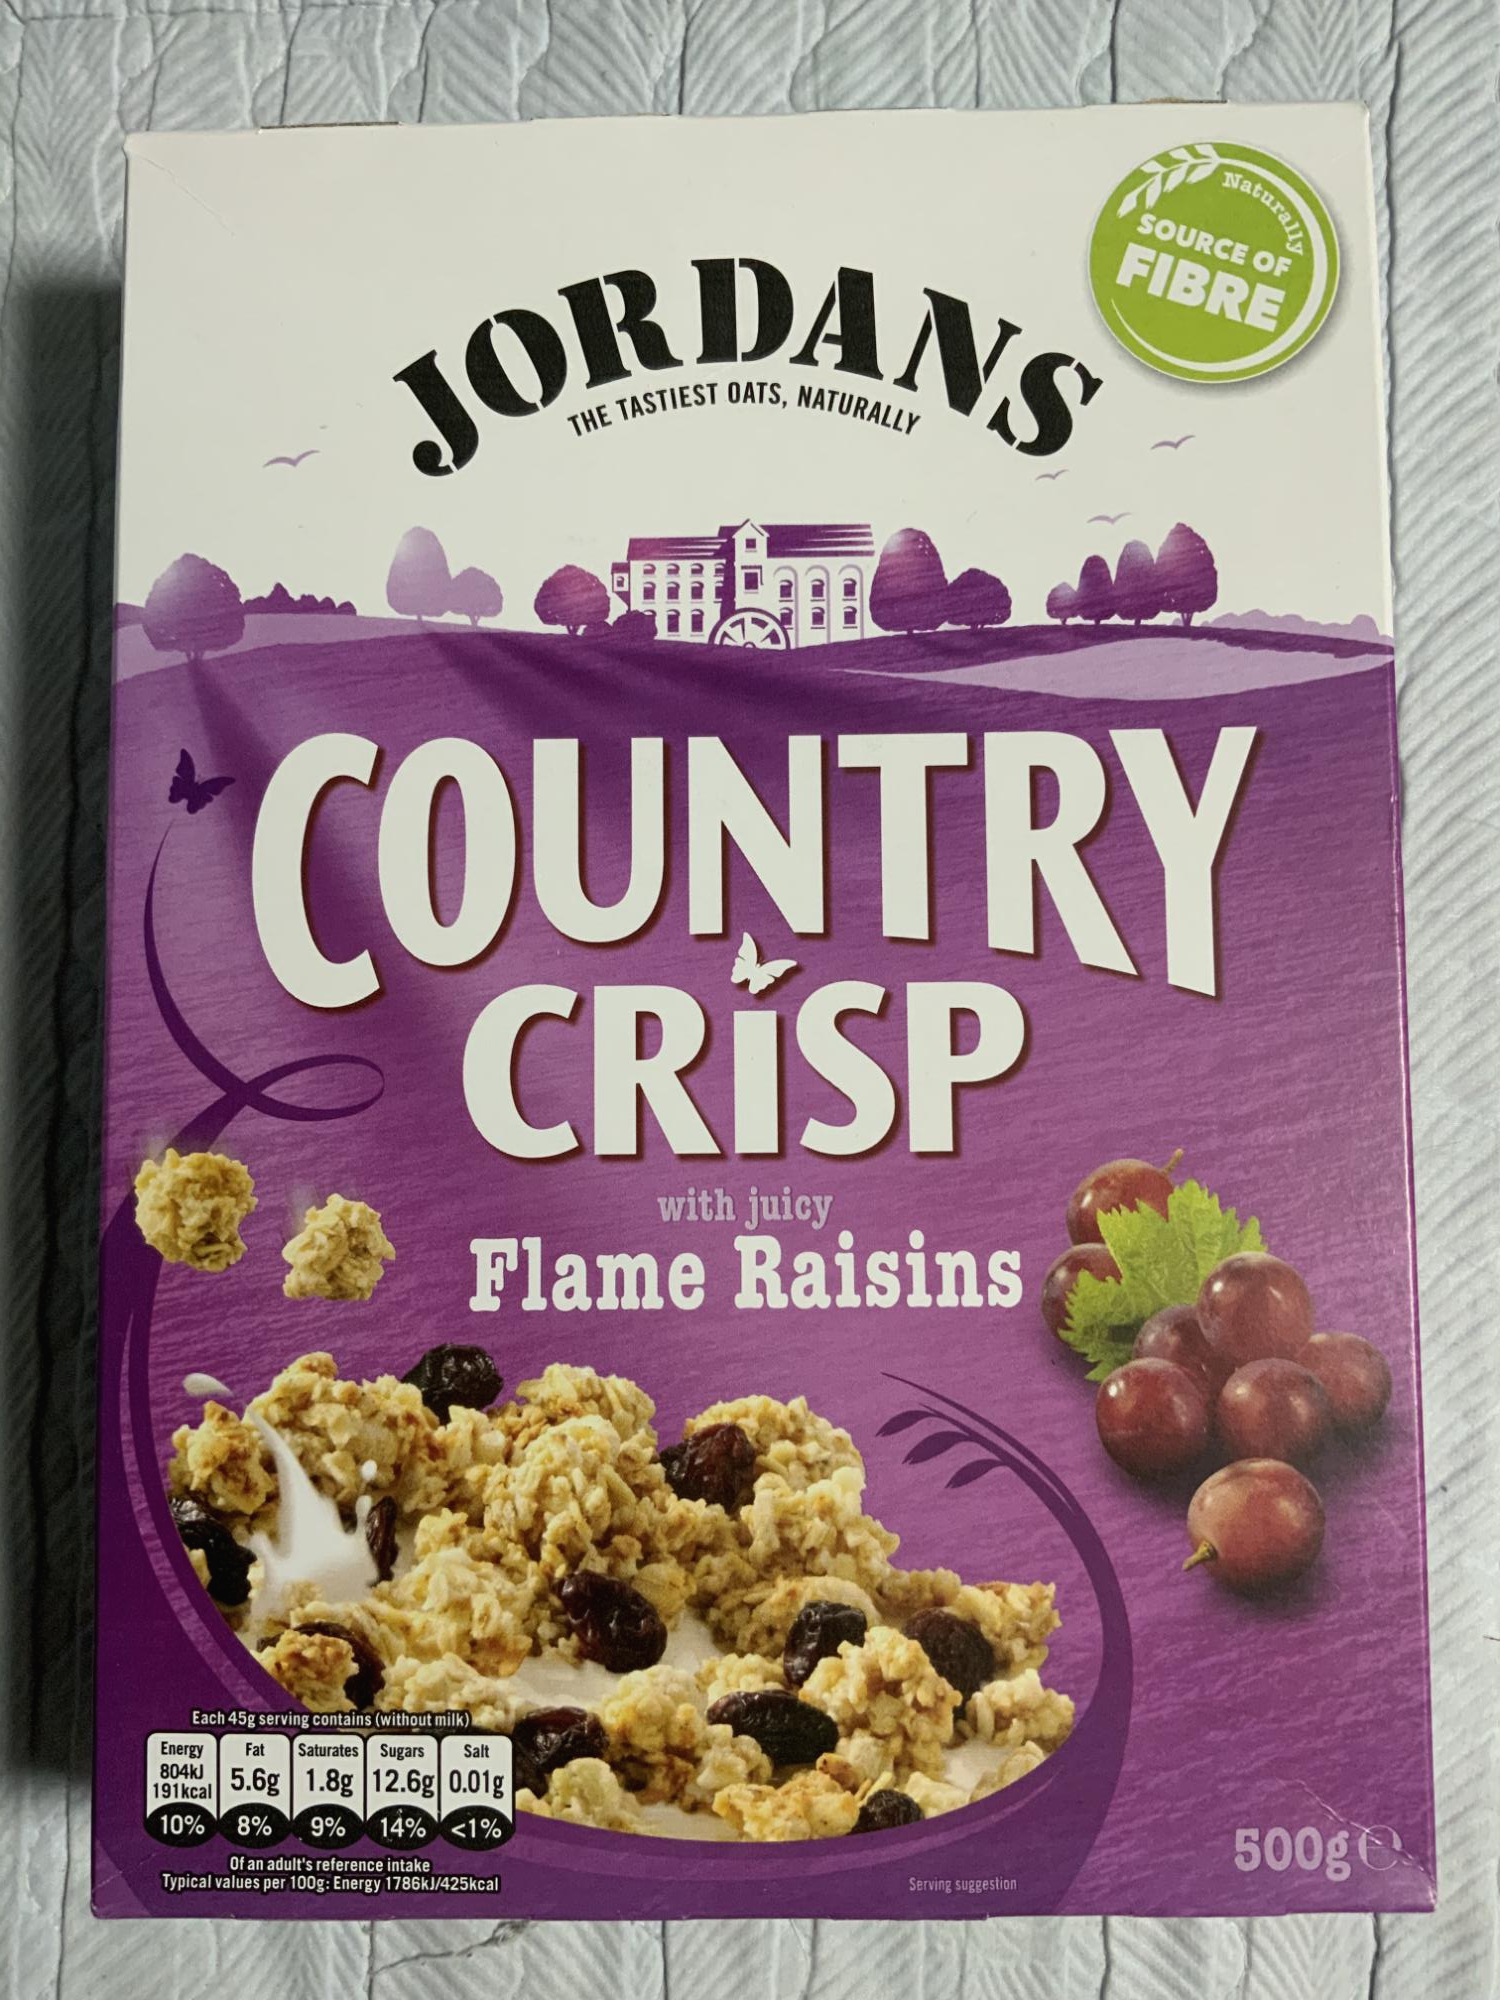 Naturally
SOURCE OF
FIBRE
JORDANS
THE TASTIEST OATS, NATURALLY
COUNTRY
CRiSP
with juicy
Flame Raisins
Each 45g serving contains (without milk)
Energy Fat Saturates Sugars Salt
804kJ
191kcal 5.6g 1.8g 12.6g 0.01g
10% 8% 9% 14% <1%
Of an adult's reference intake
Typical values per 100g: Energy 1786kJ/425kcal
Serving suggestion
500g ℮